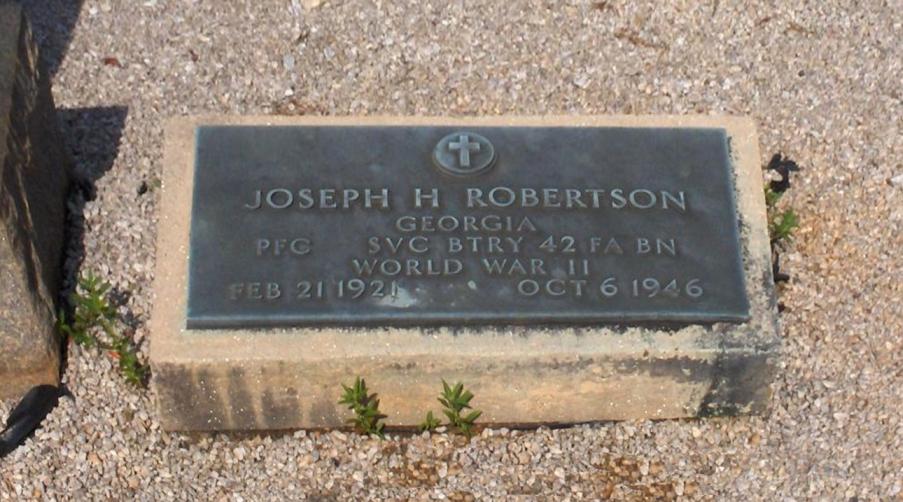 JOSEPH H ROBERTSON
GEORGIA
PFC SVC BTRY 42 FA BN
WORLD WAR II
FEB 21 1921 OCT 6 1946